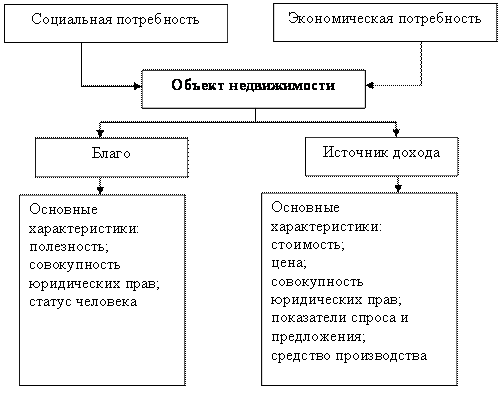 Социальная потребность
Экономическая потребность
Объект недвижимости
Благо
Источник дохода
Основные
характеристики:
полезность;
совокупность
юридических прав;
статус человека
Основные
характеристики:
стоимость;
цена;
совокупность
юридических прав;
показатели спроса и
предложения;
средство производства